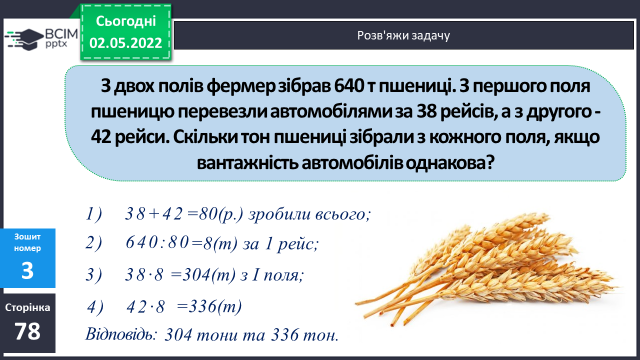 Сьогодні
02.05.2022
ВСІМ
pptx
Розв'яжи задачу
З двох полів фермер зібрав 640 т пшениці. З першого поля
пшеницю перевезли автомобілями за 38 рейсів, а з другого -
42 рейси. Скільки тон пшениці зібрали з кожного поля, якщо
вантажність автомобілів однакова?
1) 38+42=80(р.) зробили всього;
2) 640:80=8(т) за 1 рейс;
3) 38·8 =304(т) з І поля;
4) 42·8 =336(т)
Відповідь: 304 тони та 336 тон.
Зошит
номер
3
Сторінка
78